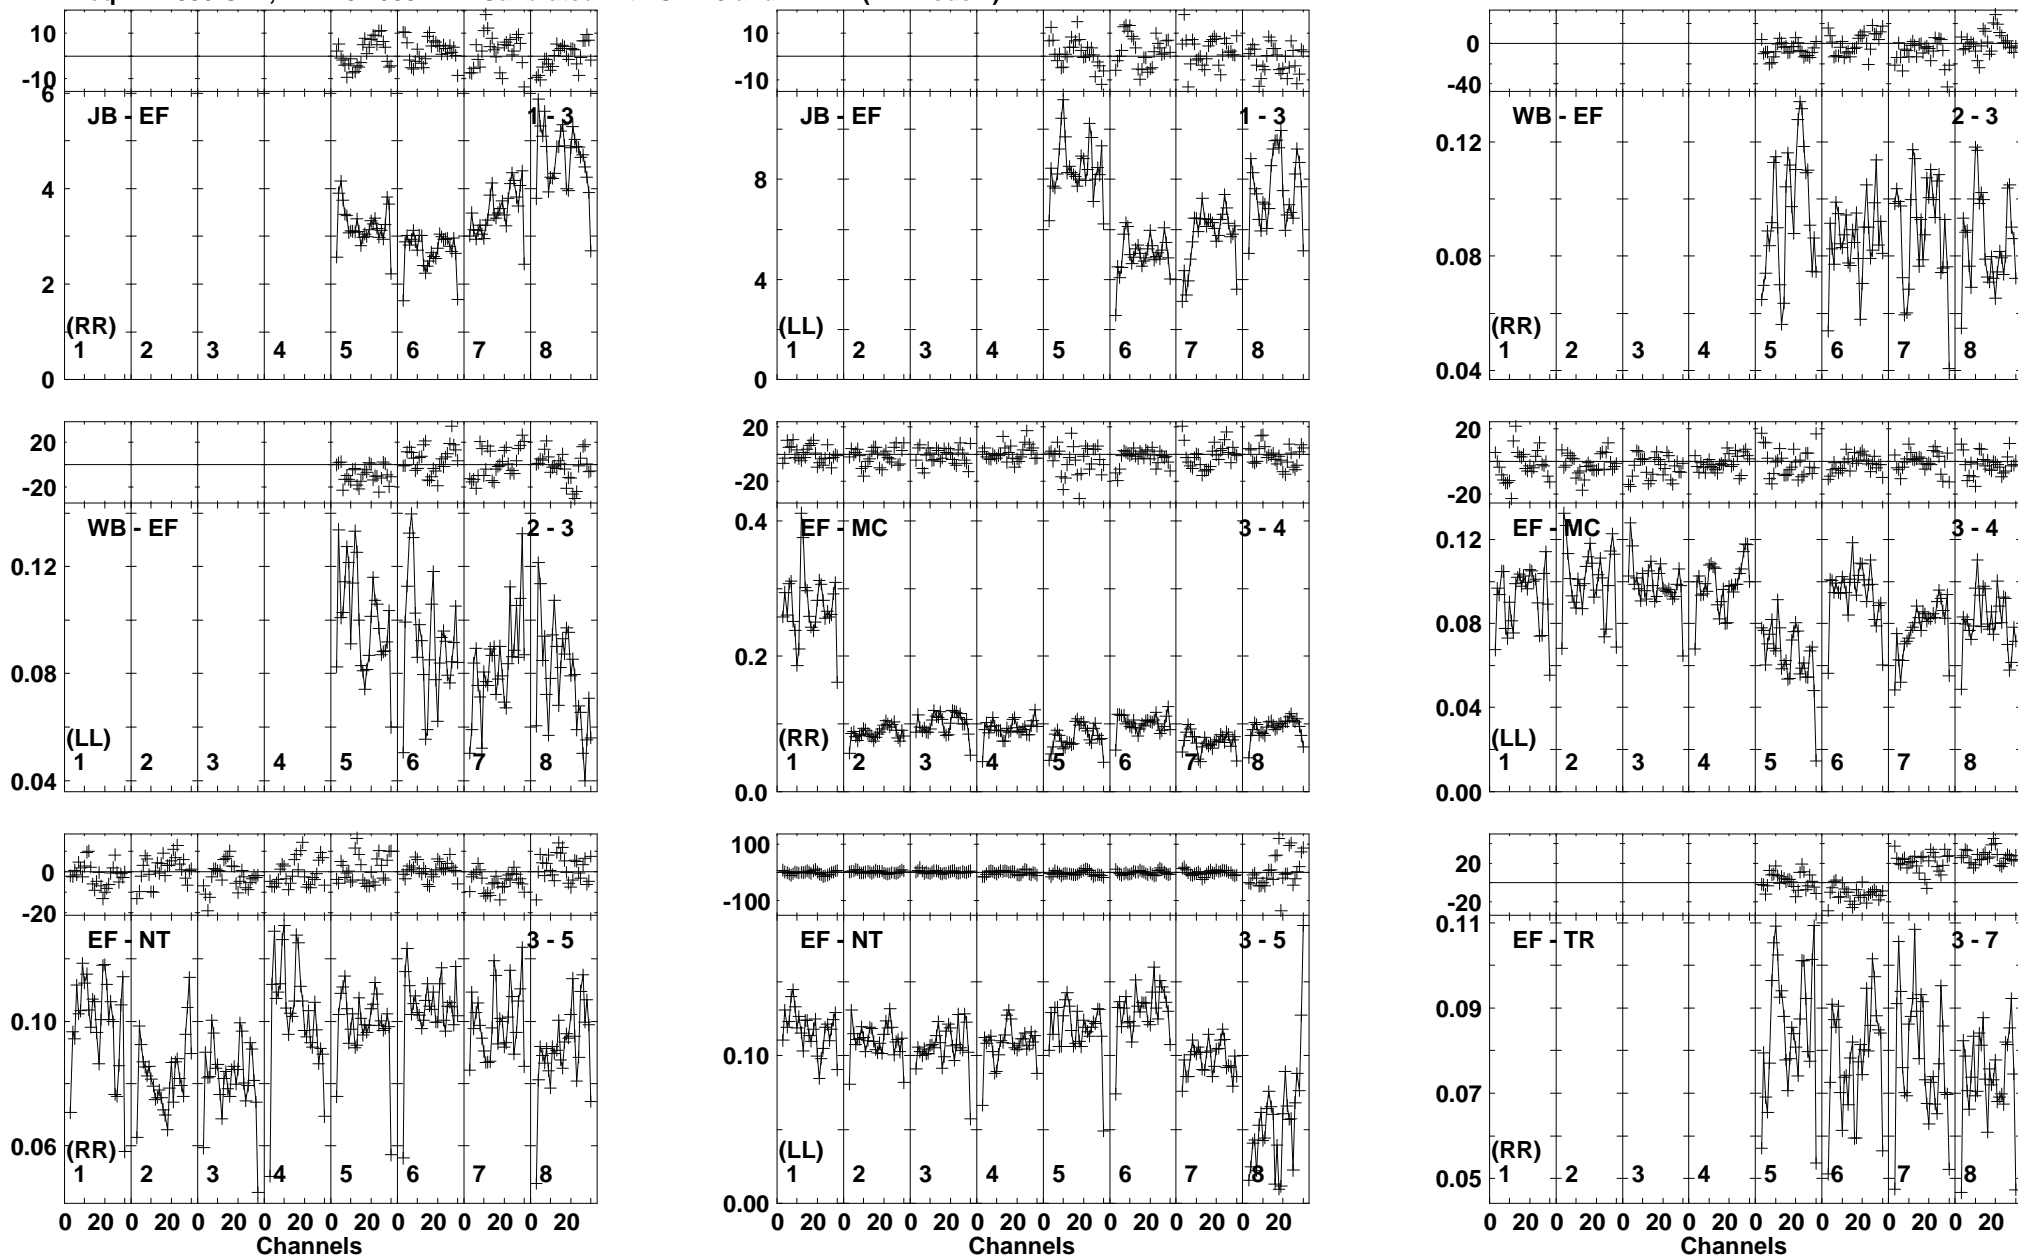 10 0 -10
10 0 -10
0 -40
6 4 2 0
JB - EF 1 - 3
(RR)
1 2 3 4 5 6 7 8
8 4 0
JB - EF 1 - 3
(LL)
1 2 3 4 5 6 7 8
0.12 0.08 0.04
WB - EF 2 - 3
(RR)
1 2 3 4 5 6 7 8
20 -20
20 0 -20
20 0 -20
0.12 0.08 0.04
WB - EF 2 - 3
(LL)
1 2 3 4 5 6 7 8
0.4 0.2 0.0
EF - MC 3 - 4
(RR)
1 2 3 4 5 6 7 8
0.12 0.08 0.04 0.00
EF - MC 3 - 4
(LL)
1 2 3 4 5 6 7 8
0 -20
100 -100
20 -20
0.10 0.06
EF - NT 3 - 5
(RR)
1 2 3 4 5 6 7 8
0.10 0.00
EF - NT 3 - 5
(LL)
1 2 3 4 5 6 7 8
0.11 0.09 0.07 0.05
EF - TR 3 - 7
(RR)
1 2 3 4 5 6 7 8
0 20 0 20 0 20 0 20 0 20 0 20 0 20 0 20
Channels
0 20 0 20 0 20 0 20 0 20 0 20 0 20 0 20
0 20 0 20 0 20 0 20 0 20 0 20 0 20 0 20
Channels